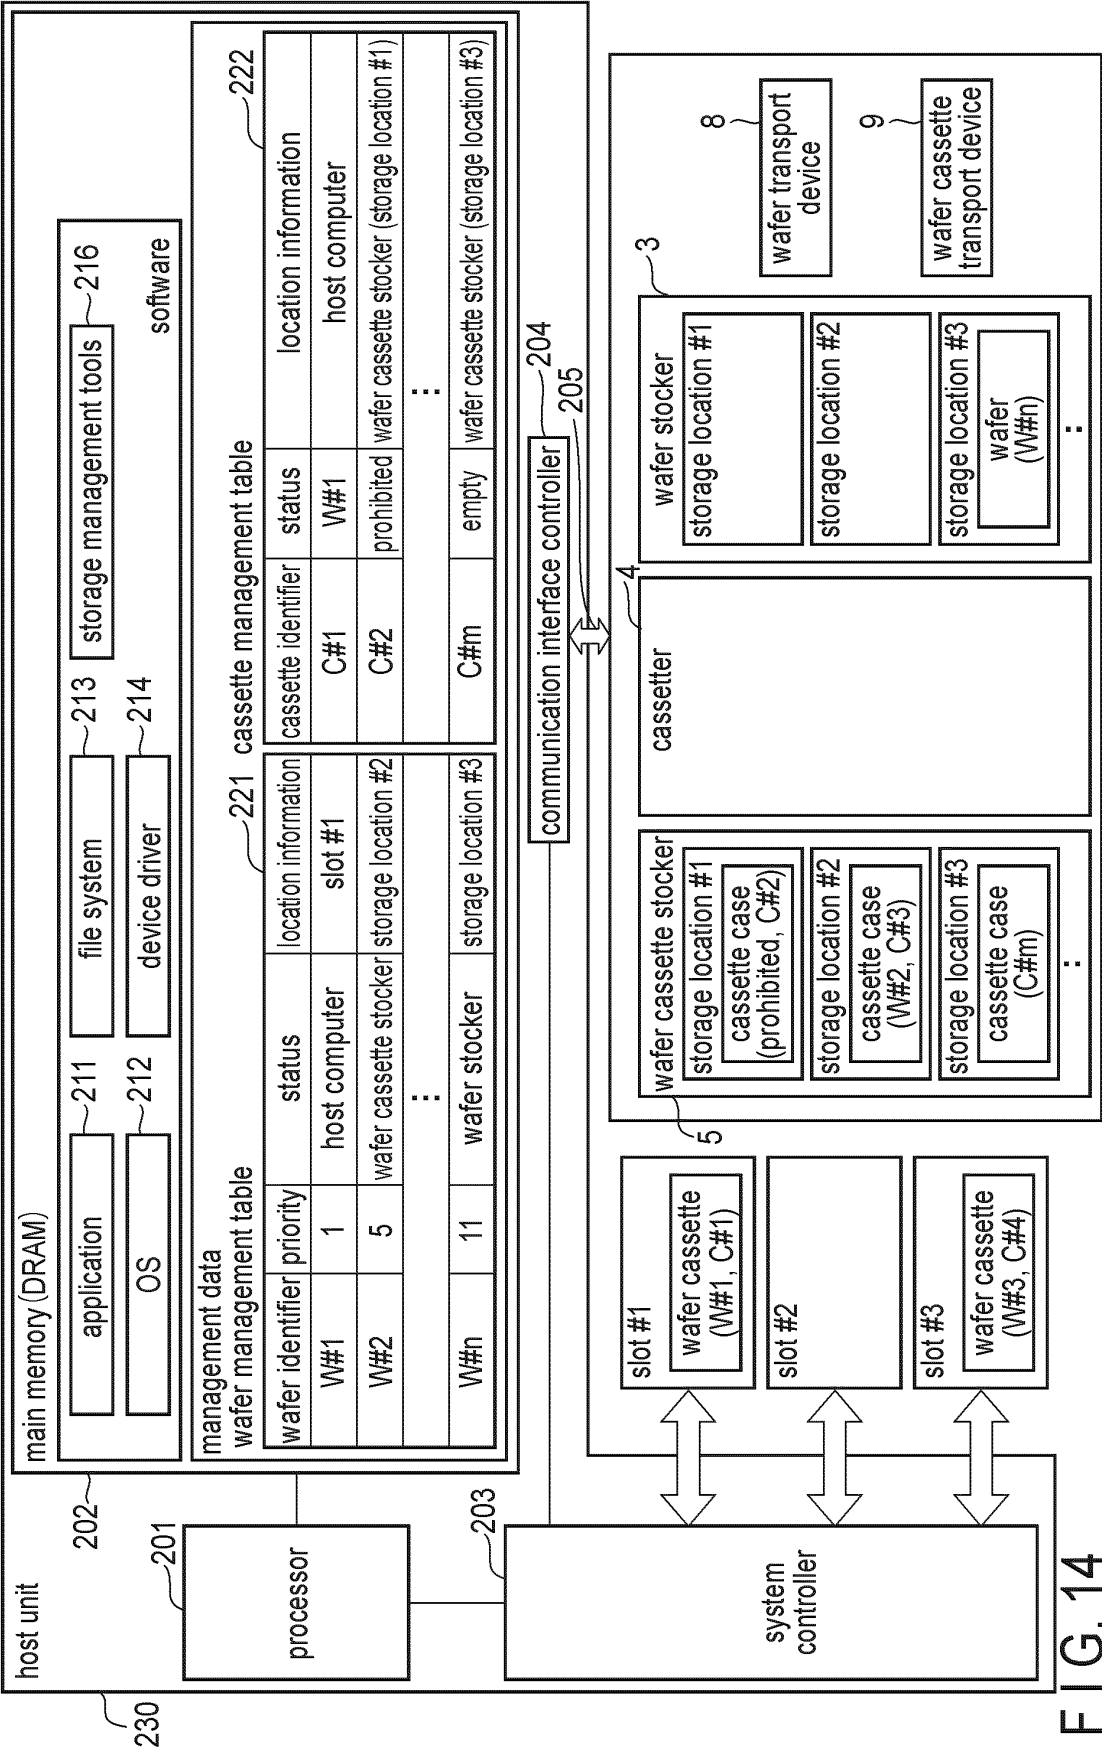 230
host unit
201
processor
203
system
controller
202
main memory(DRAM)
application
211
OS
212
file system
213
device driver
214
storage management tools
216
software
management data
wafer management table
221
wafer identifier
priority
status
location information
W#1
1
host computer
slot #1
W#2
5
wafer cassette stocker
storage location #2
⋮
W#n
11
wafer stocker
storage location #3
cassette management table
222
cassette identifier
status
location information
C#1
W#1
host computer
C#2
prohibited
wafer cassette stocker (storage location #1)
⋮
C#m
empty
wafer cassette stocker (storage location #3)
communication interface controller
204
205
slot #1
wafer cassette
(W#1, C#1)
slot #2
slot #3
wafer cassette
(W#3, C#4)
5
wafer cassette stocker
storage location #1
cassette case
(prohibited, C#2)
storage location #2
cassette case
(W#2, C#3)
storage location #3
cassette case
(C#m)
⋮
4
cassetter
3
wafer stocker
storage location #1
storage location #2
storage location #3
wafer
(W#n)
⋮
8
wafer transport
device
9
wafer cassette
transport device
FIG. 14